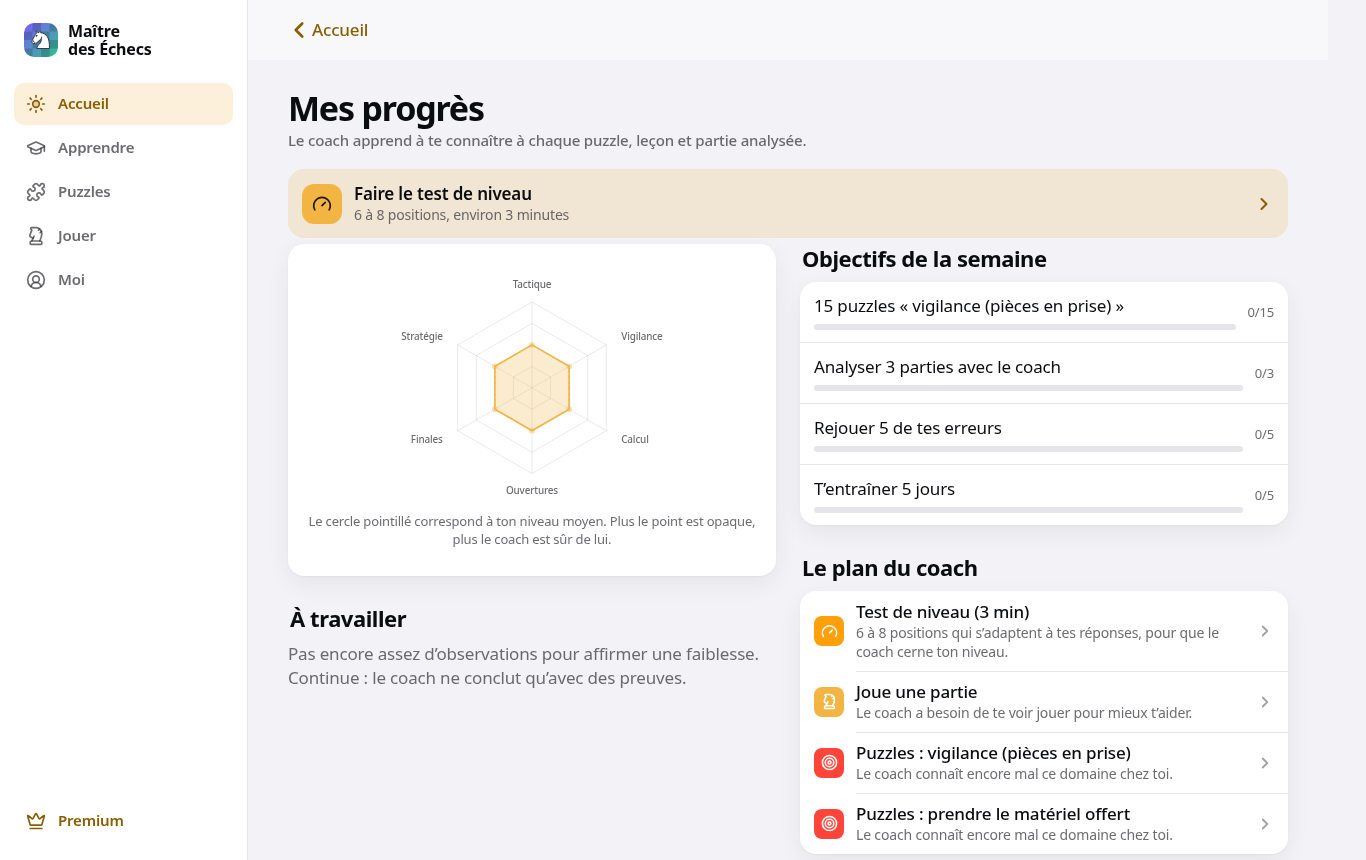 Maître
des Échecs
Accueil
Apprendre
Puzzles
Jouer
Moi
Premium
Accueil
Mes progrès
Le coach apprend à te connaître à chaque puzzle, leçon et partie analysée.
Faire le test de niveau
6 à 8 positions, environ 3 minutes
Tactique
Stratégie
Vigilance
Finales
Calcul
Ouvertures
Le cercle pointillé correspond à ton niveau moyen. Plus le point est opaque,
plus le coach est sûr de lui.
À travailler
Pas encore assez d’observations pour affirmer une faiblesse.
Continue : le coach ne conclut qu’avec des preuves.
Objectifs de la semaine
15 puzzles « vigilance (pièces en prise) »
0/15
Analyser 3 parties avec le coach
0/3
Rejouer 5 de tes erreurs
0/5
T’entraîner 5 jours
0/5
Le plan du coach
Test de niveau (3 min)
6 à 8 positions qui s’adaptent à tes réponses, pour que le
coach cerne ton niveau.
Joue une partie
Le coach a besoin de te voir jouer pour mieux t’aider.
Puzzles : vigilance (pièces en prise)
Le coach connaît encore mal ce domaine chez toi.
Puzzles : prendre le matériel offert
Le coach connaît encore mal ce domaine chez toi.